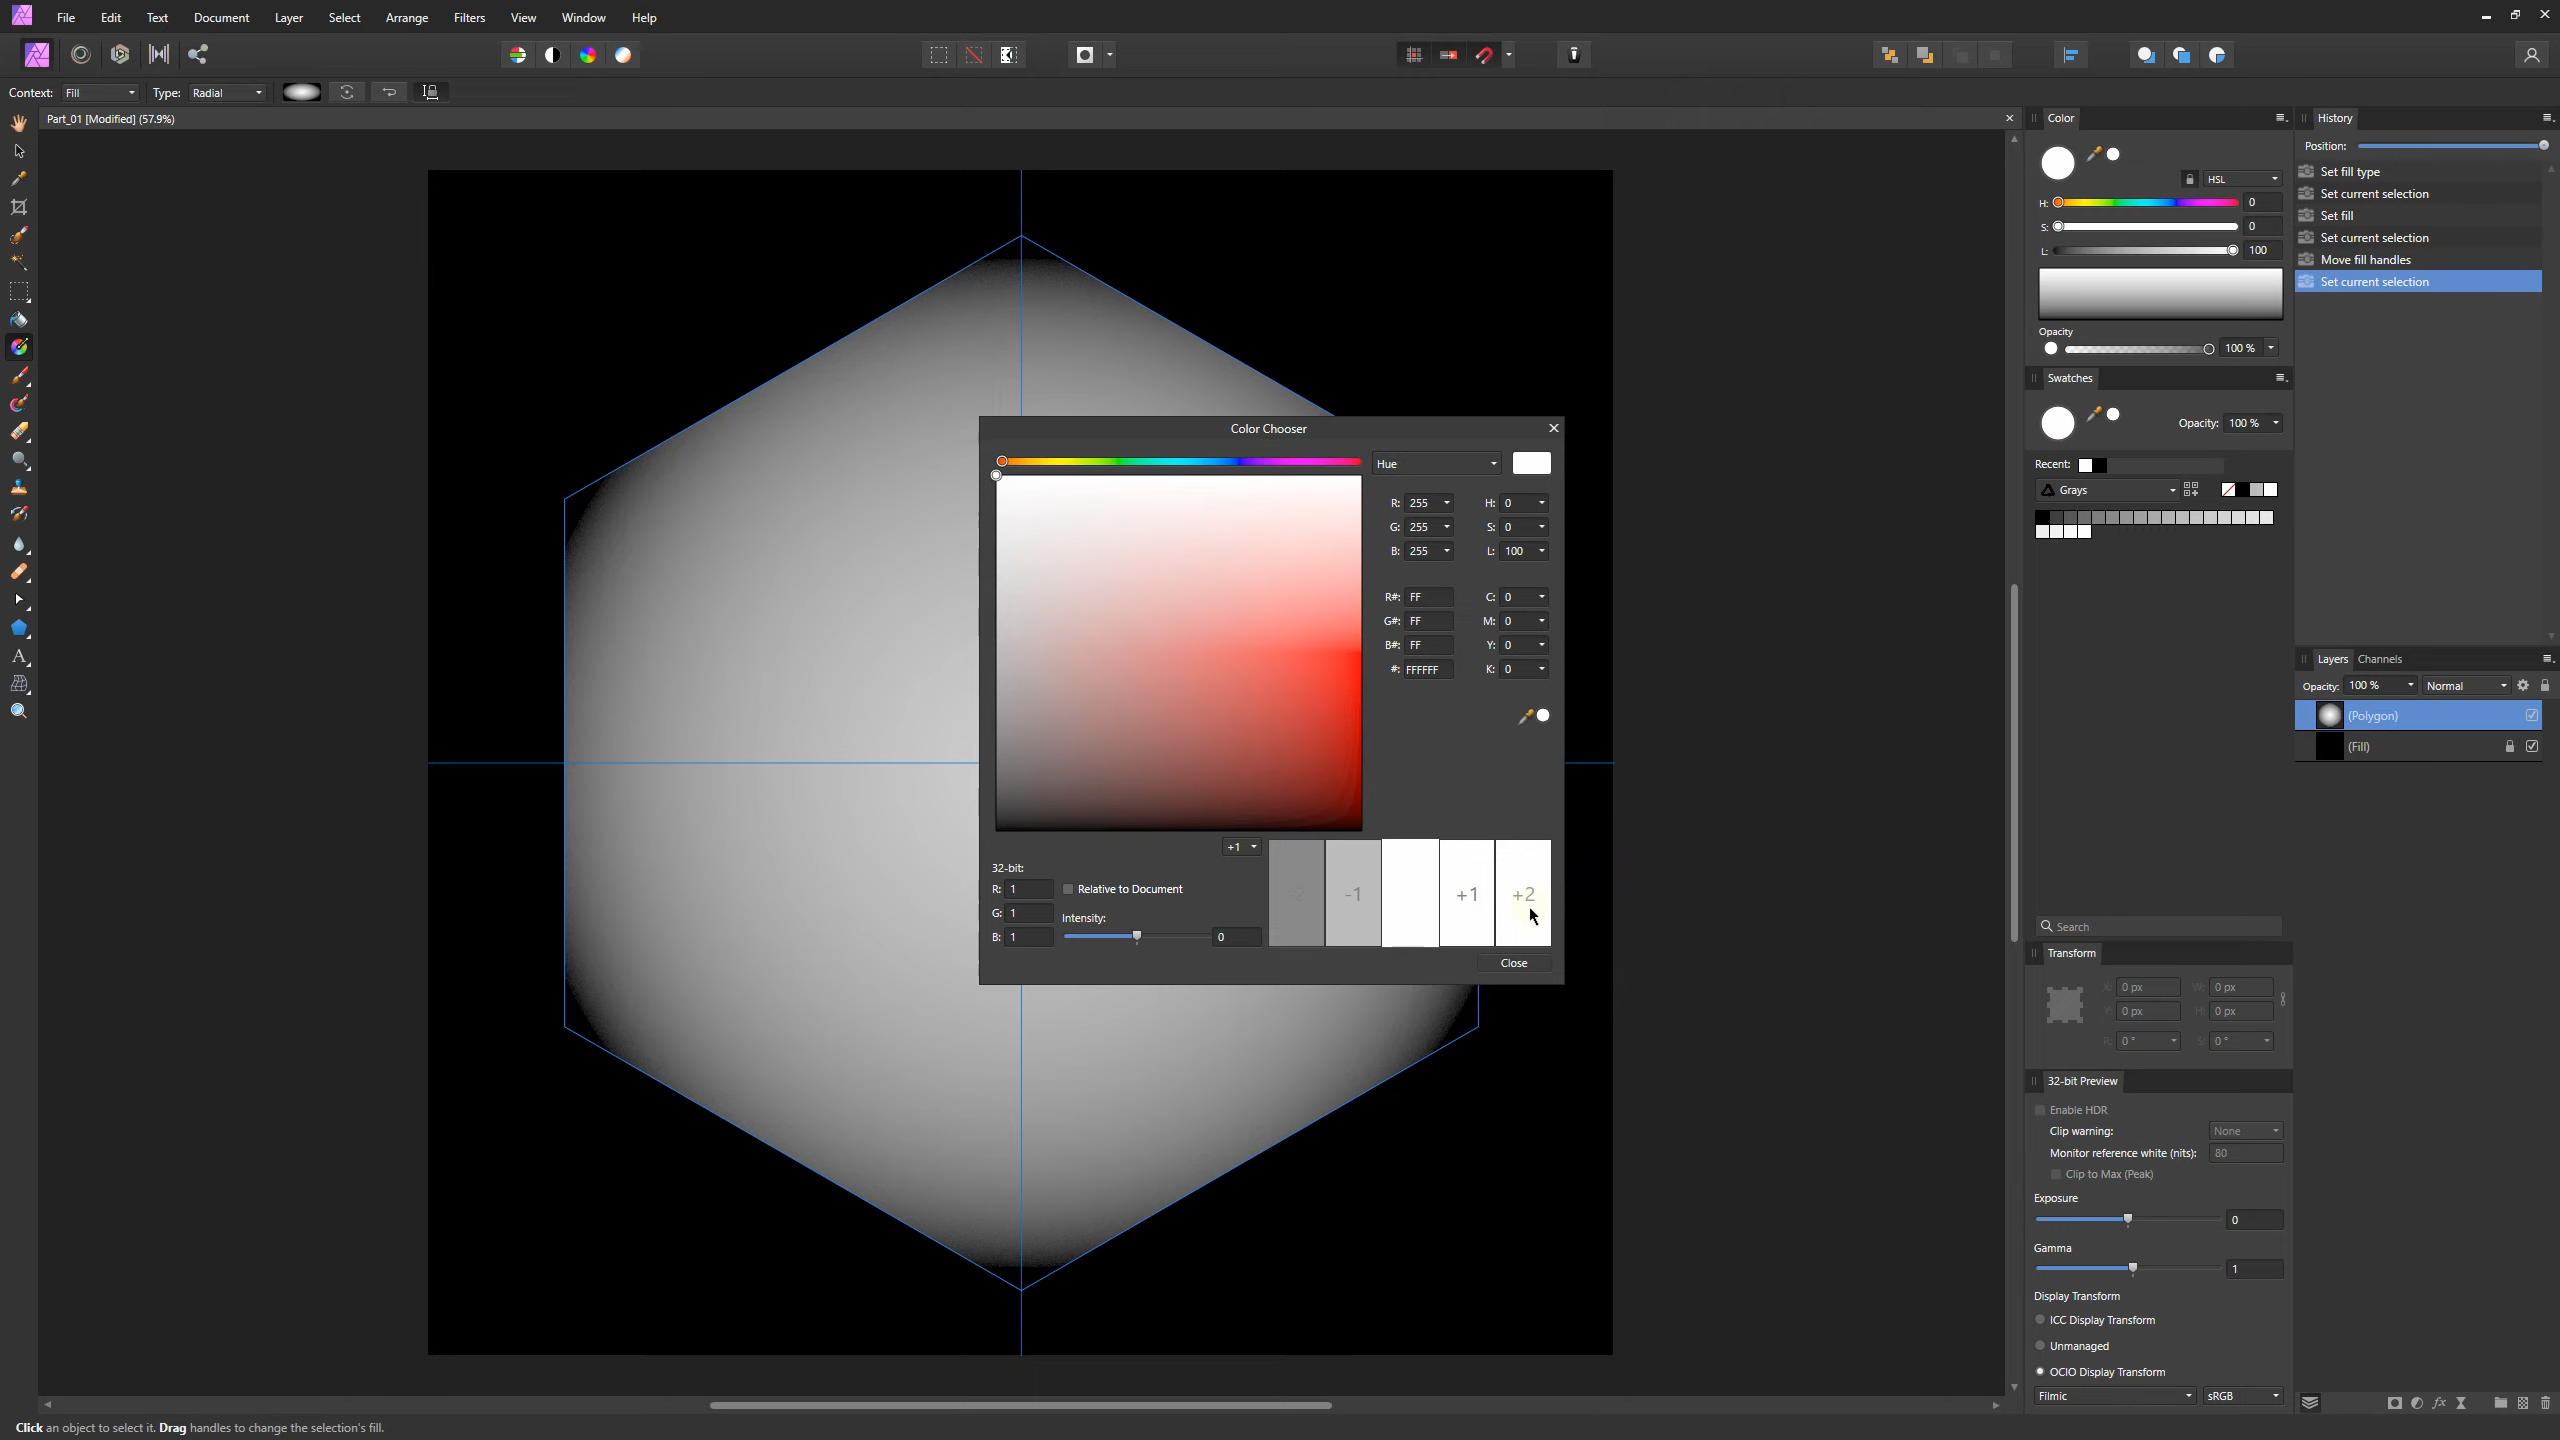 File Edit Text Document Layer Select Arrange Filters View Window Help
Context: Fill Type: Radial
Part_01 [Modified] (57.9%)
Color
HSL
H: 0
S: 0
L: 100
Opacity
100 %
Swatches
Opacity: 100 %
Recent:
Grays
Search
Transform
X: 0 px W: 0 px
Y: 0 px H: 0 px
R: 0 ° S: 0 °
32-bit Preview
Enable HDR
Clip warning: None
Monitor reference white (nits): 80
Clip to Max (Peak)
Exposure
0
Gamma
1
Display Transform
ICC Display Transform
Unmanaged
OCIO Display Transform
Filmic sRGB
History
Position:
Set fill type
Set current selection
Set fill
Set current selection
Move fill handles
Set current selection
Layers Channels
Opacity: 100 % Normal
(Polygon)
(Fill)
Color Chooser
Hue
R: 255 H: 0
G: 255 S: 0
B: 255 L: 100
R#: FF C: 0
G#: FF M: 0
B#: FF Y: 0
#: FFFFFF K: 0
+1
-2 -1 +1 +2
32-bit:
R: 1 Relative to Document
G: 1 Intensity:
B: 1 0
Close
Click an object to select it. Drag handles to change the selection's fill.